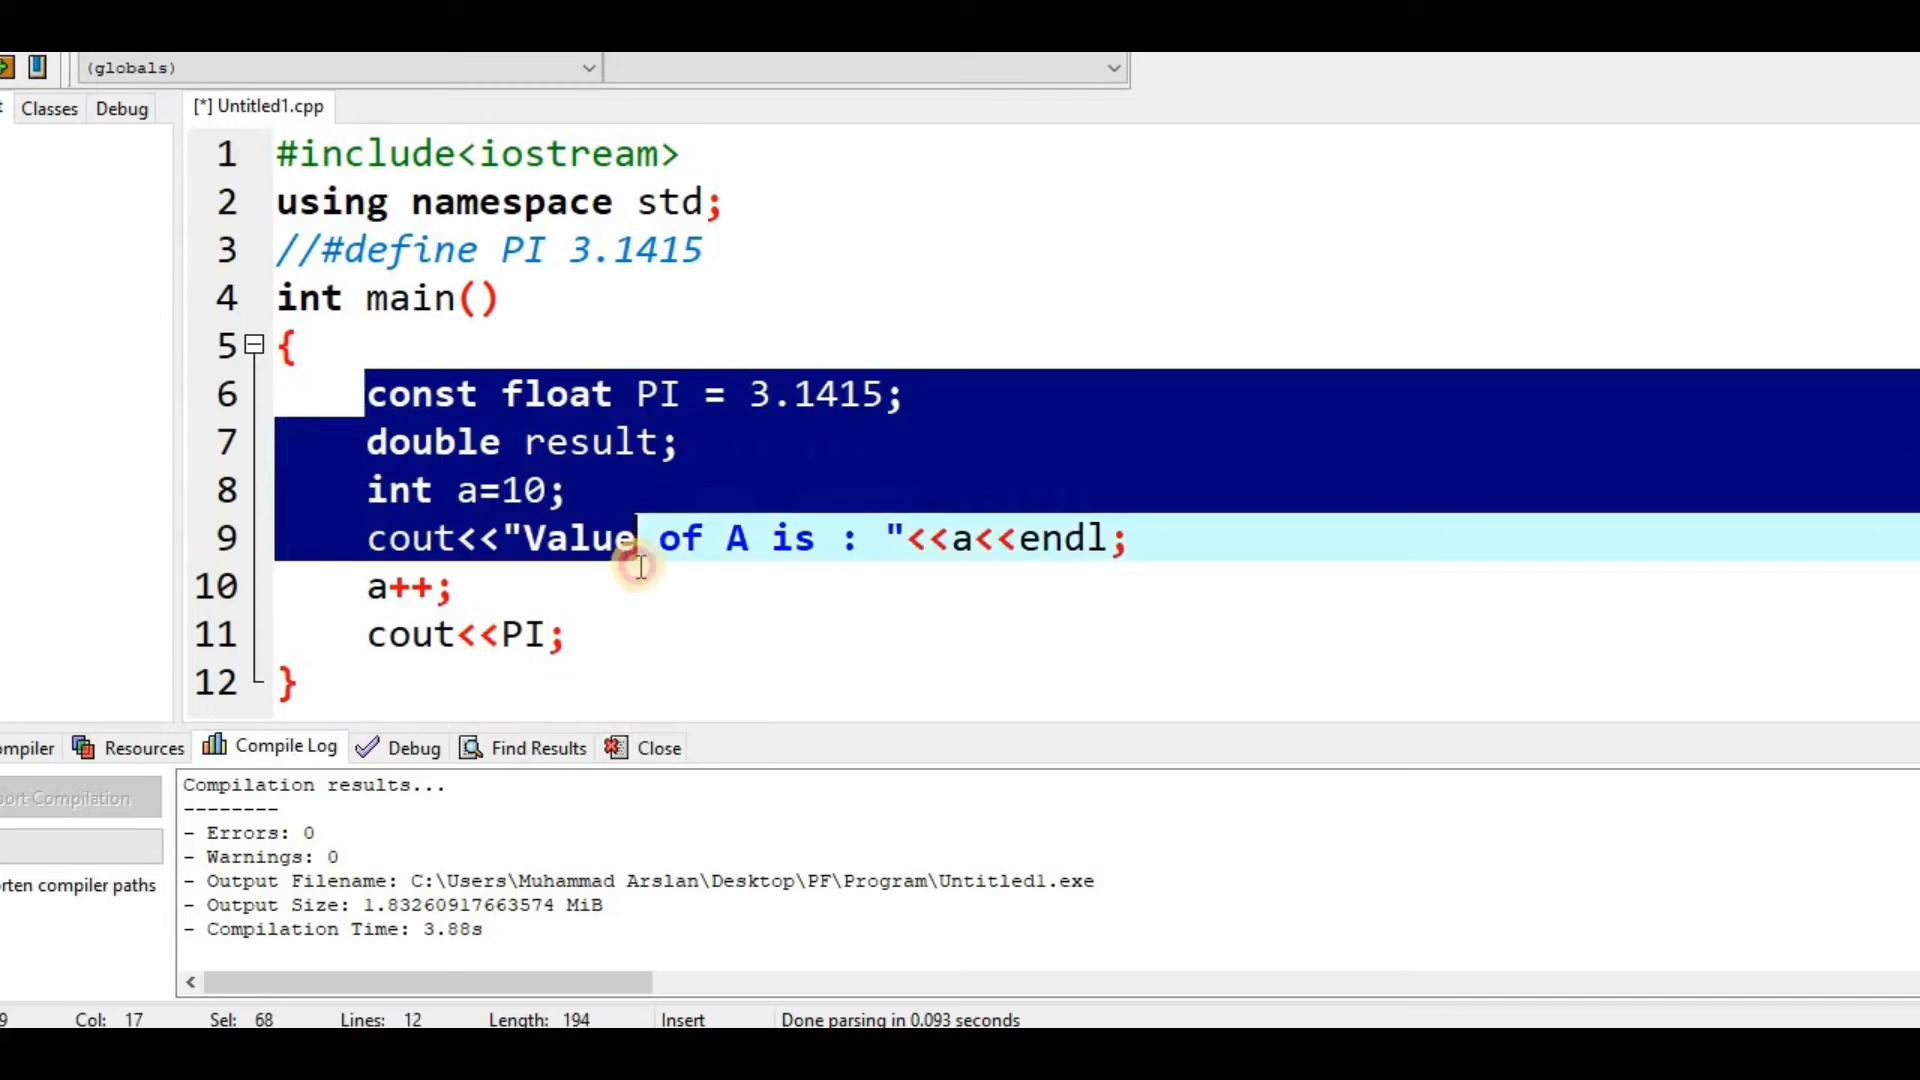 (globals)
Classes Debug [*] Untitled1.cpp
1 #include<iostream>
2 using namespace std;
3 //#define PI 3.1415
4 int main()
5 {
6 const float PI = 3.1415;
7 double result;
8 int a=10;
9 cout<<"Value of A is : "<<a<<endl;
10 a++;
11 cout<<PI;
12 }
ompiler Resources Compile Log Debug Find Results Close
ort Compilation
rten compiler paths
Compilation results...
--------
- Errors: 0
- Warnings: 0
- Output Filename: C:\Users\Muhammad Arslan\Desktop\PF\Program\Untitled1.exe
- Output Size: 1.83260917663574 MiB
- Compilation Time: 3.88s
9 Col: 17 Sel: 68 Lines: 12 Length: 194 Insert Done parsing in 0.093 seconds